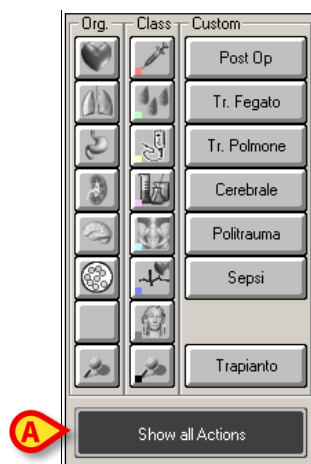 Org. Class Custom
Post Op
Tr. Fegato
Tr. Polmone
Cerebrale
Politrauma
Sepsi
Trapianto
A Show all Actions